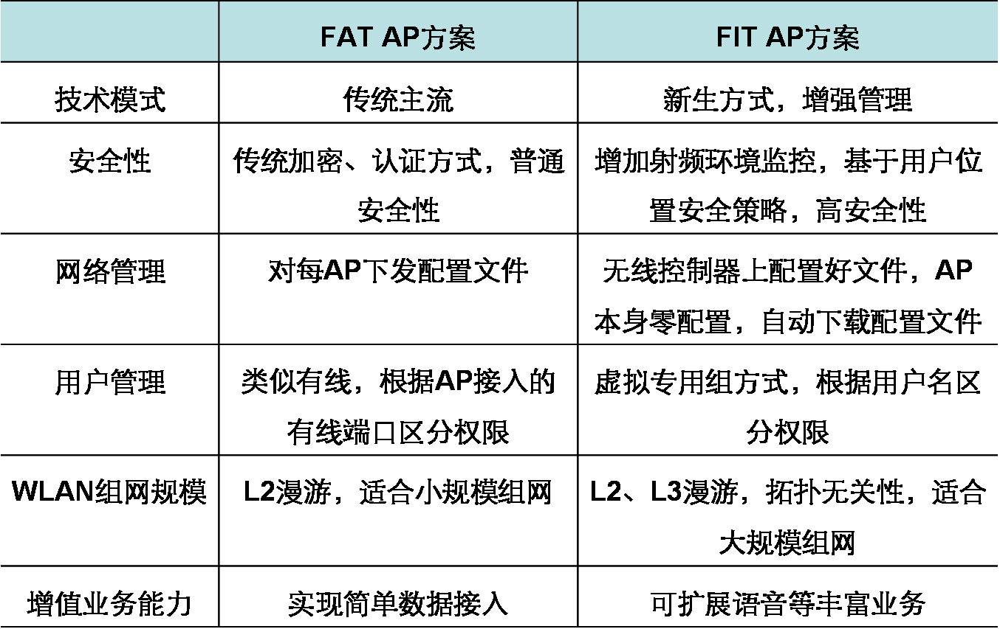 FAT AP方案 FIT AP方案
技术模式 传统主流 新生方式，增强管理
安全性 传统加密、认证方式，普通 增加射频环境监控，基于用户位
安全性 置安全策略，高安全性
网络管理 对每AP下发配置文件 无线控制器上配置好文件，AP
本身零配置，自动下载配置文件
用户管理 类似有线，根据AP接入的 虚拟专用组方式，根据用户名区
有线端口区分权限 分权限
WLAN组网规模 L2漫游，适合小规模组网 L2、L3漫游，拓扑无关性，适合
大规模组网
增值业务能力 实现简单数据接入 可扩展语音等丰富业务